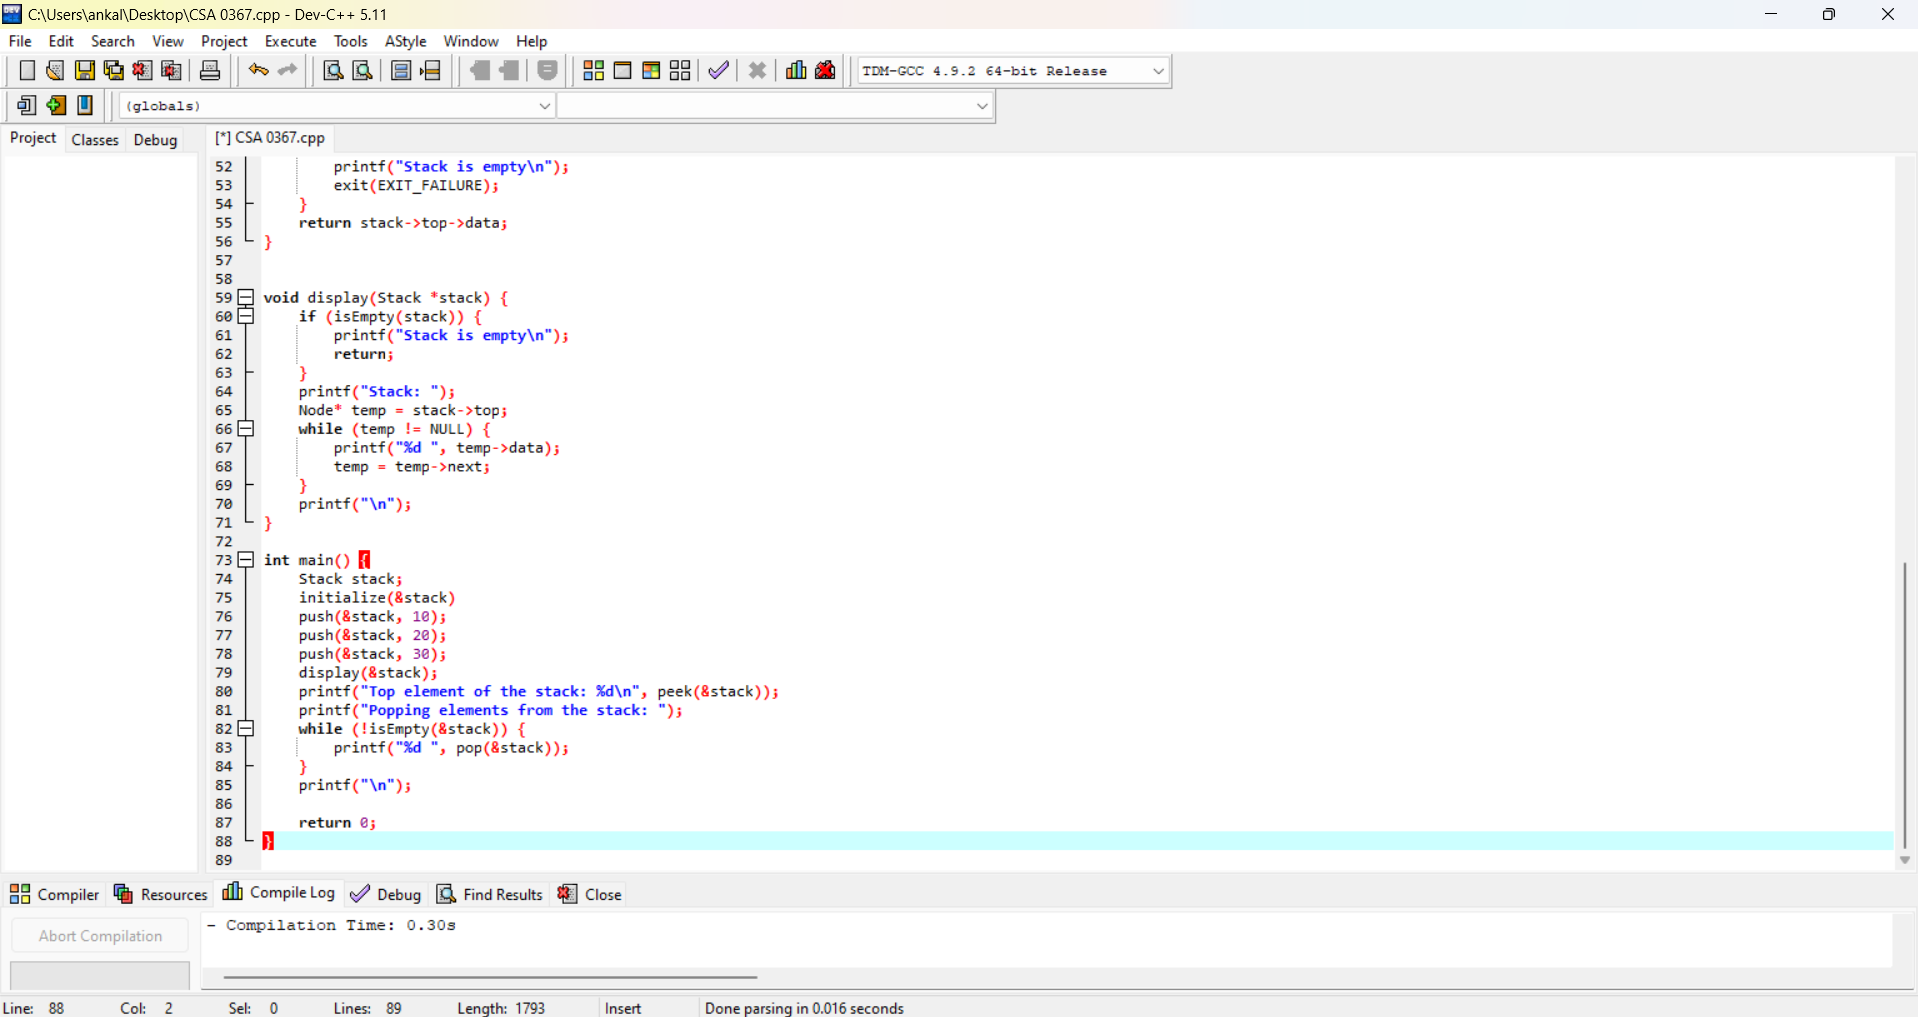 C:\Users\ankal\Desktop\CSA 0367.cpp - Dev-C++ 5.11
File Edit Search View Project Execute Tools AStyle Window Help
TDM-GCC 4.9.2 64-bit Release
(globals)
Project Classes Debug [*] CSA 0367.cpp
52 printf("Stack is empty\n");
53 exit(EXIT_FAILURE);
54 }
55 return stack->top->data;
56 }
57
58
59 void display(Stack *stack) {
60 if (isEmpty(stack)) {
61 printf("Stack is empty\n");
62 return;
63 }
64 printf("Stack: ");
65 Node* temp = stack->top;
66 while (temp != NULL) {
67 printf("%d ", temp->data);
68 temp = temp->next;
69 }
70 printf("\n");
71 }
72
73 int main() {
74 Stack stack;
75 initialize(&stack)
76 push(&stack, 10);
77 push(&stack, 20);
78 push(&stack, 30);
79 display(&stack);
80 printf("Top element of the stack: %d\n", peek(&stack));
81 printf("Popping elements from the stack: ");
82 while (!isEmpty(&stack)) {
83 printf("%d ", pop(&stack));
84 }
85 printf("\n");
86
87 return 0;
88 }
89
Compiler Resources Compile Log Debug Find Results Close
Abort Compilation
- Compilation Time: 0.30s
Line: 88 Col: 2 Sel: 0 Lines: 89 Length: 1793 Insert Done parsing in 0.016 seconds